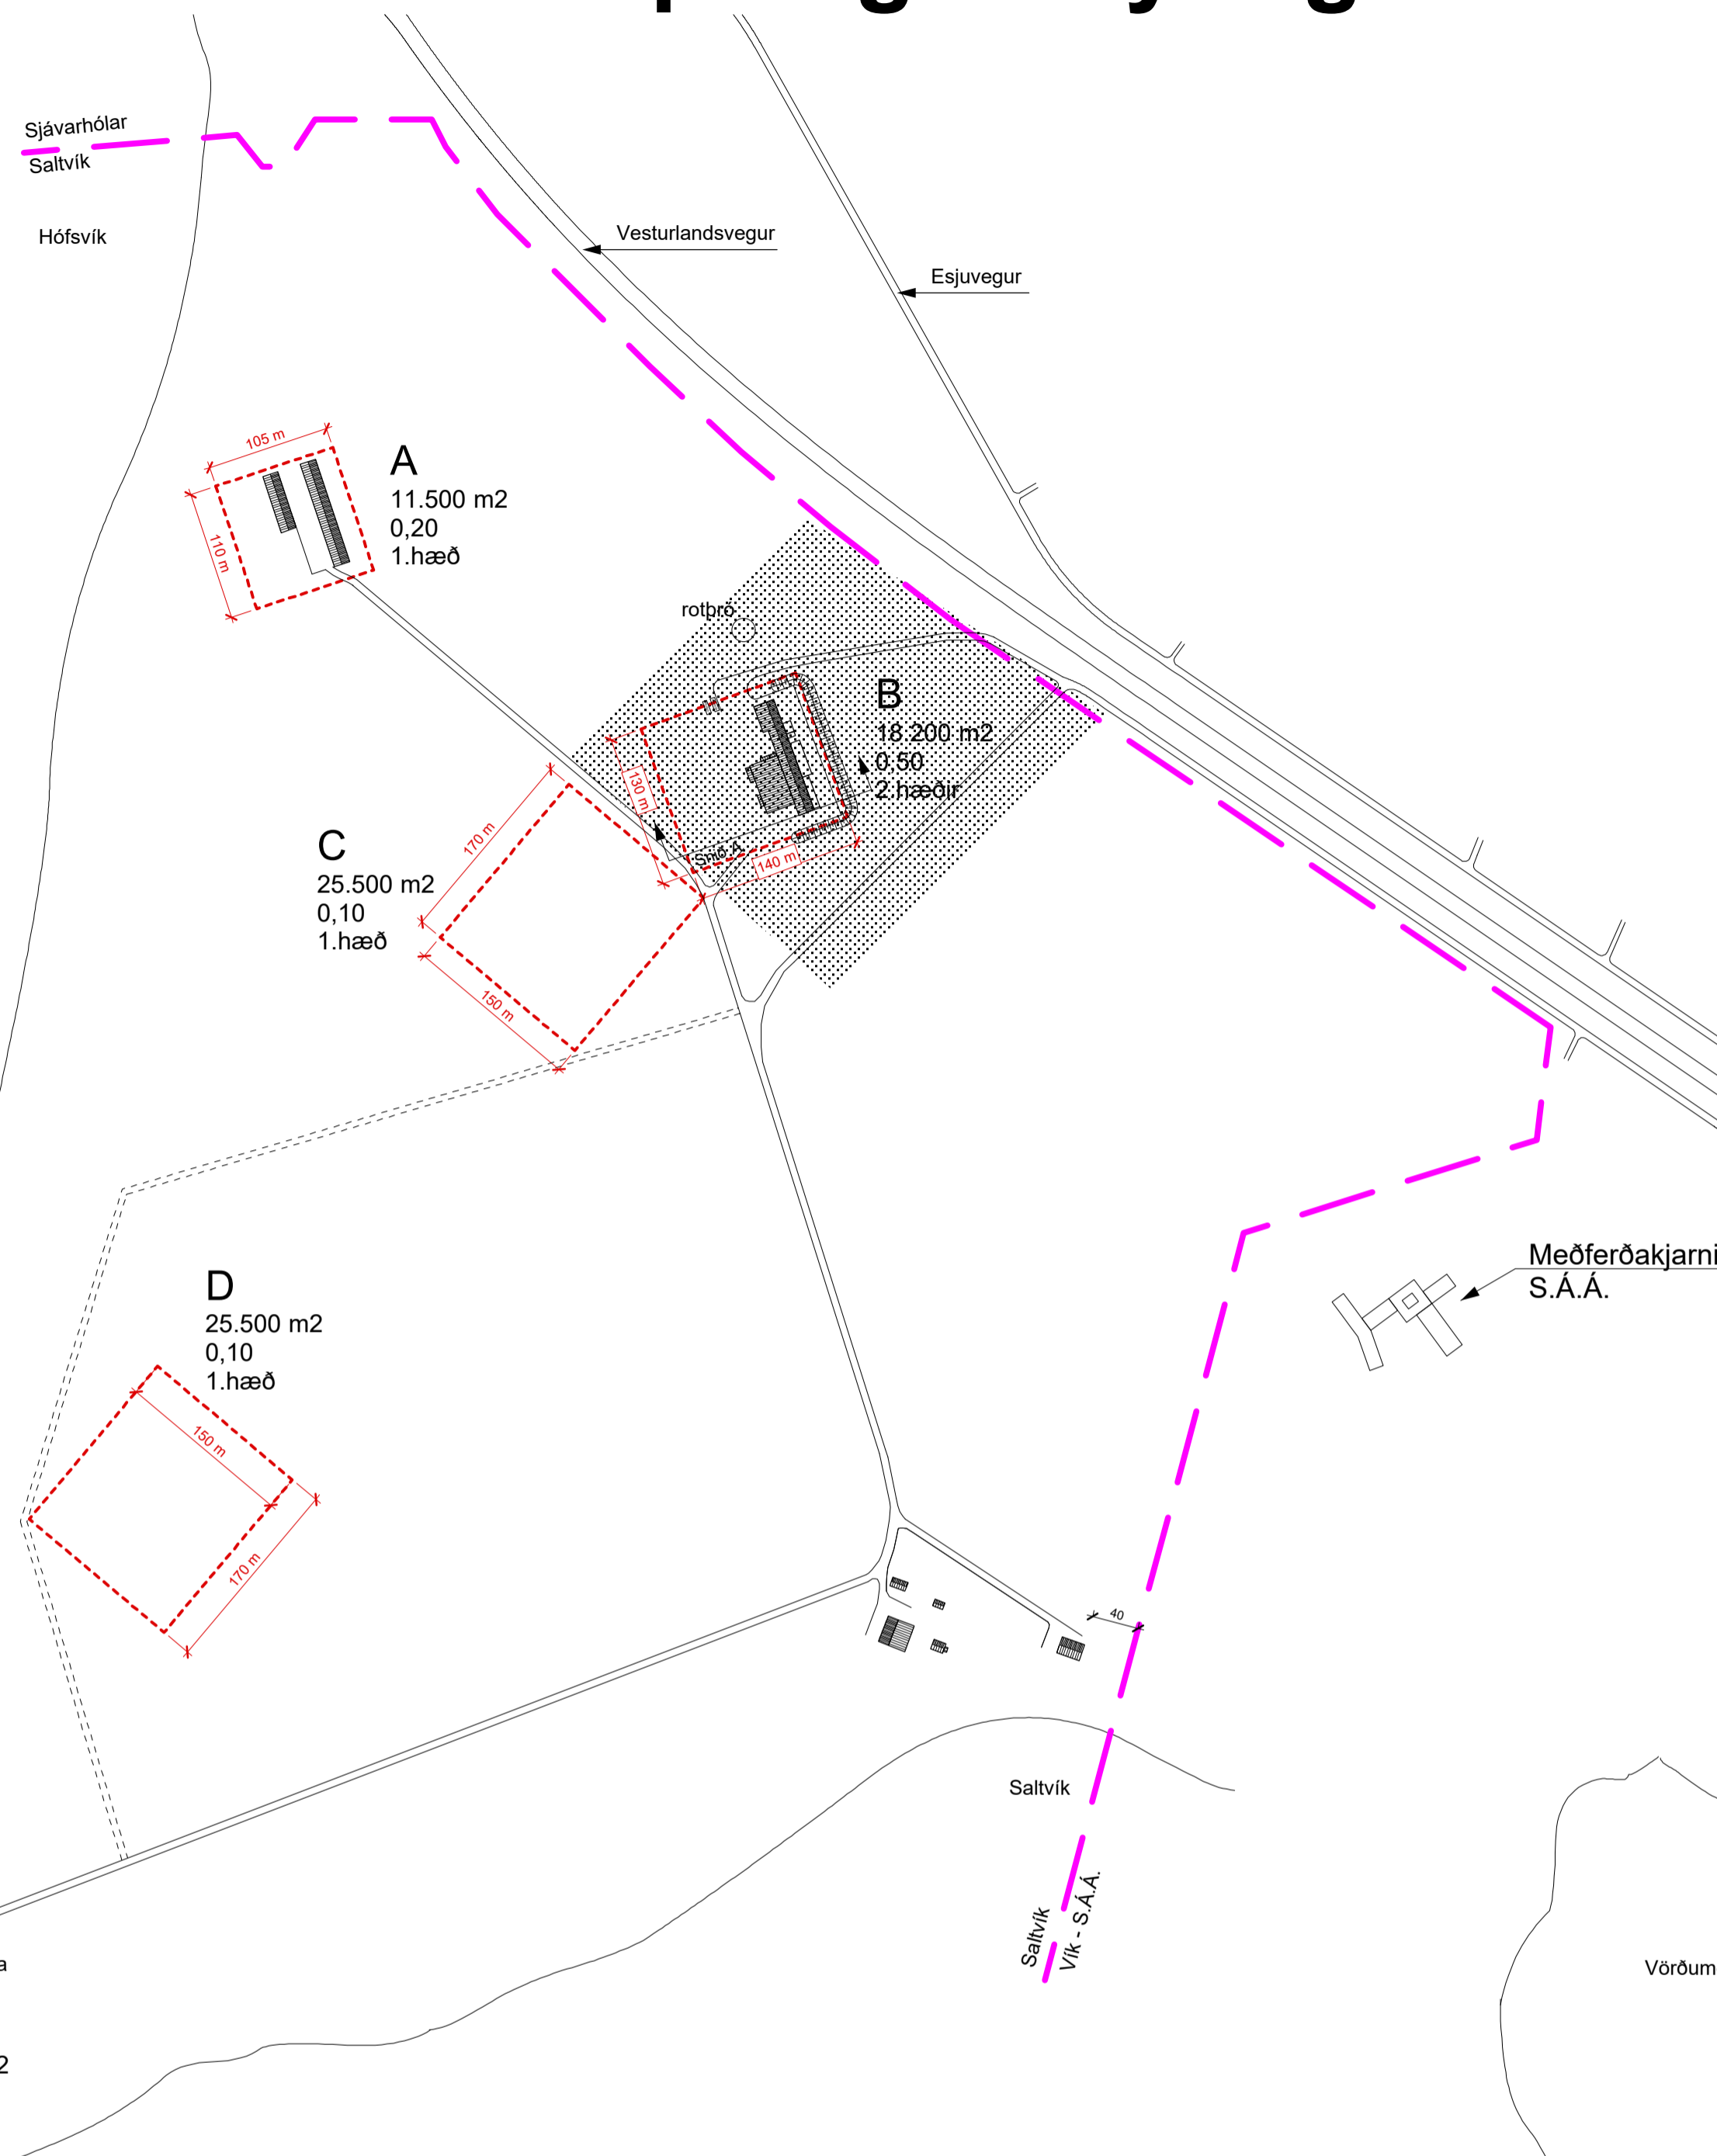 Sjávarhólar
Saltvík
Hófsvík
Vesturlandsvegur
Esjuvegur
105 m
110 m
A
11.500 m2
0,20
1.hæð
rotþró
B
18 200 m2
0 50
2 hæðir
130 m
Snið A
140 m
C
25.500 m2
0,10
1.hæð
170 m
150 m
D
25.500 m2
0,10
1.hæð
150 m
170 m
Meðferðakjarni
S.Á.Á.
40
Saltvík
Saltvík
Vík - S.Á.Á.
a
Vörðum
2